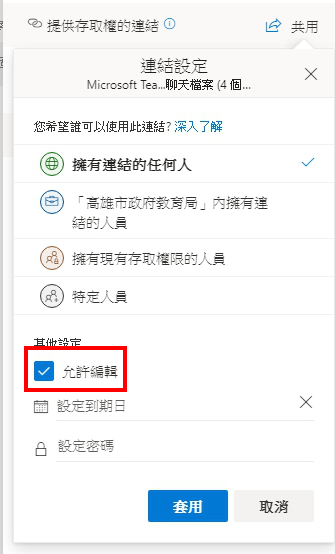 提供存取權的連結
共用
連結設定
Microsoft Tea...聊天檔案 (4 個...
您希望誰可以使用此連結? 深入了解
擁有連結的任何人
「高雄市政府教育局」內擁有連
結的人員
擁有現有存取權限的人員
特定人員
其他設定
允許編輯
設定到期日
設定密碼
套用
取消